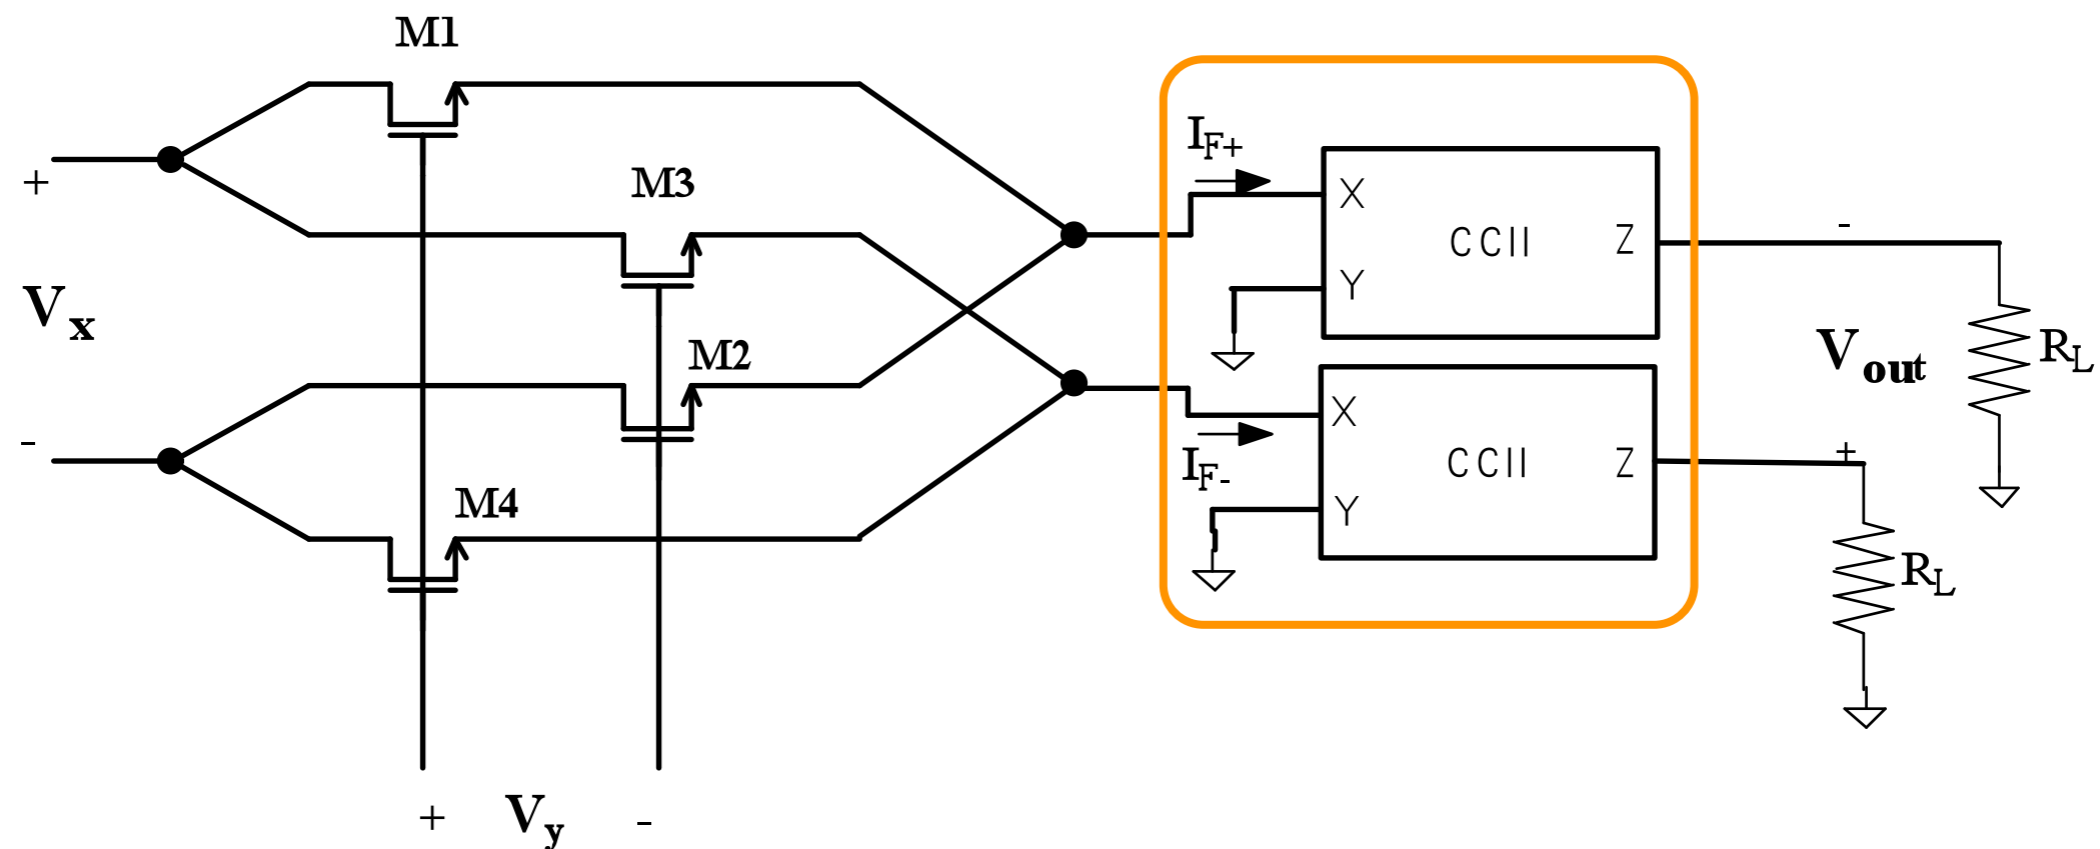 M1
M3
M2
M4
+
Vx
-
+ Vy -
IF+
X
Y
CCII
Z
IF-
X
Y
CCII
Z
-
Vout
+
RL
RL